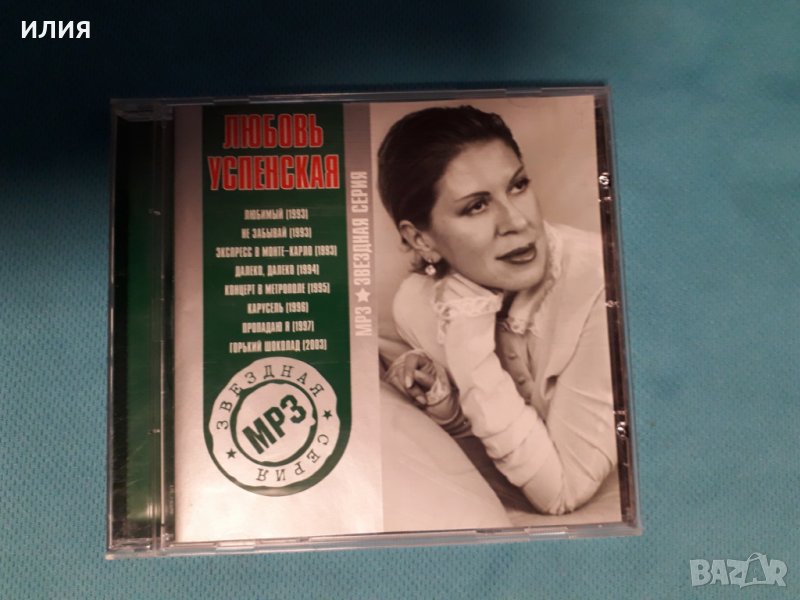 илия
ЛЮБОВЬ
УСПЕНСКАЯ
ЛЮБИМЫЙ (1993)
НЕ ЗАБЫВАЙ (1993)
ЭКСПРЕСС В МОНТЕ-КАРЛО (1993)
ДАЛЕКО, ДАЛЕКО (1994)
КОНЦЕРТ В МЕТРОПОЛЕ (1995)
КАРУСЕЛЬ (1996)
ПРОПАДАЮ Я (1997)
ГОРЬКИЙ ШОКОЛАД (2003)
ЗВЕЗДНАЯ
MP3
СЕРИЯ
MP3 ★ ЗВЕЗДНАЯ СЕРИЯ
BAZAR